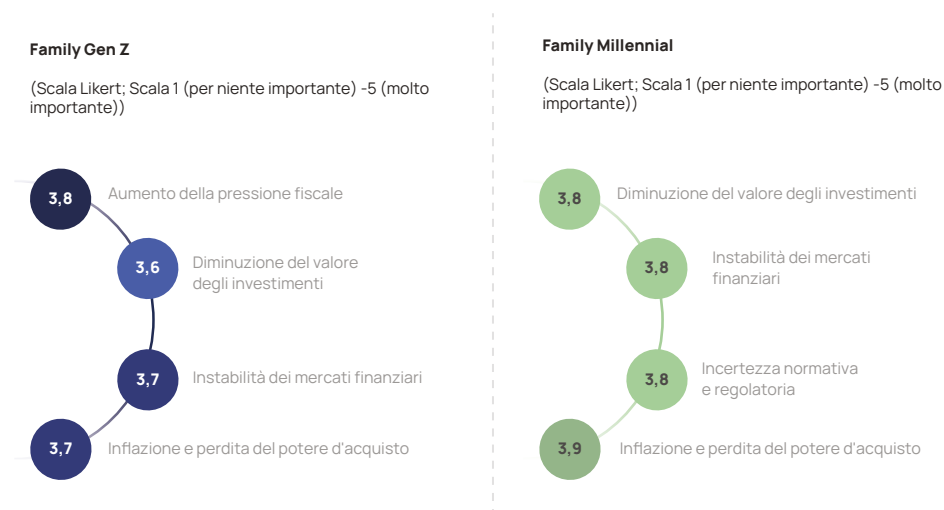 Family Gen Z
(Scala Likert; Scala 1 (per niente importante) -5 (molto
importante))
3,8
Aumento della pressione fiscale
3,6
Diminuzione del valore
degli investimenti
3,7
Instabilità dei mercati finanziari
3,7
Inflazione e perdita del potere d'acquisto
Family Millennial
(Scala Likert; Scala 1 (per niente importante) -5 (molto
importante))
3,8
Diminuzione del valore degli investimenti
3,8
Instabilità dei mercati
finanziari
3,8
Incertezza normativa
e regolatoria
3,9
Inflazione e perdita del potere d'acquisto